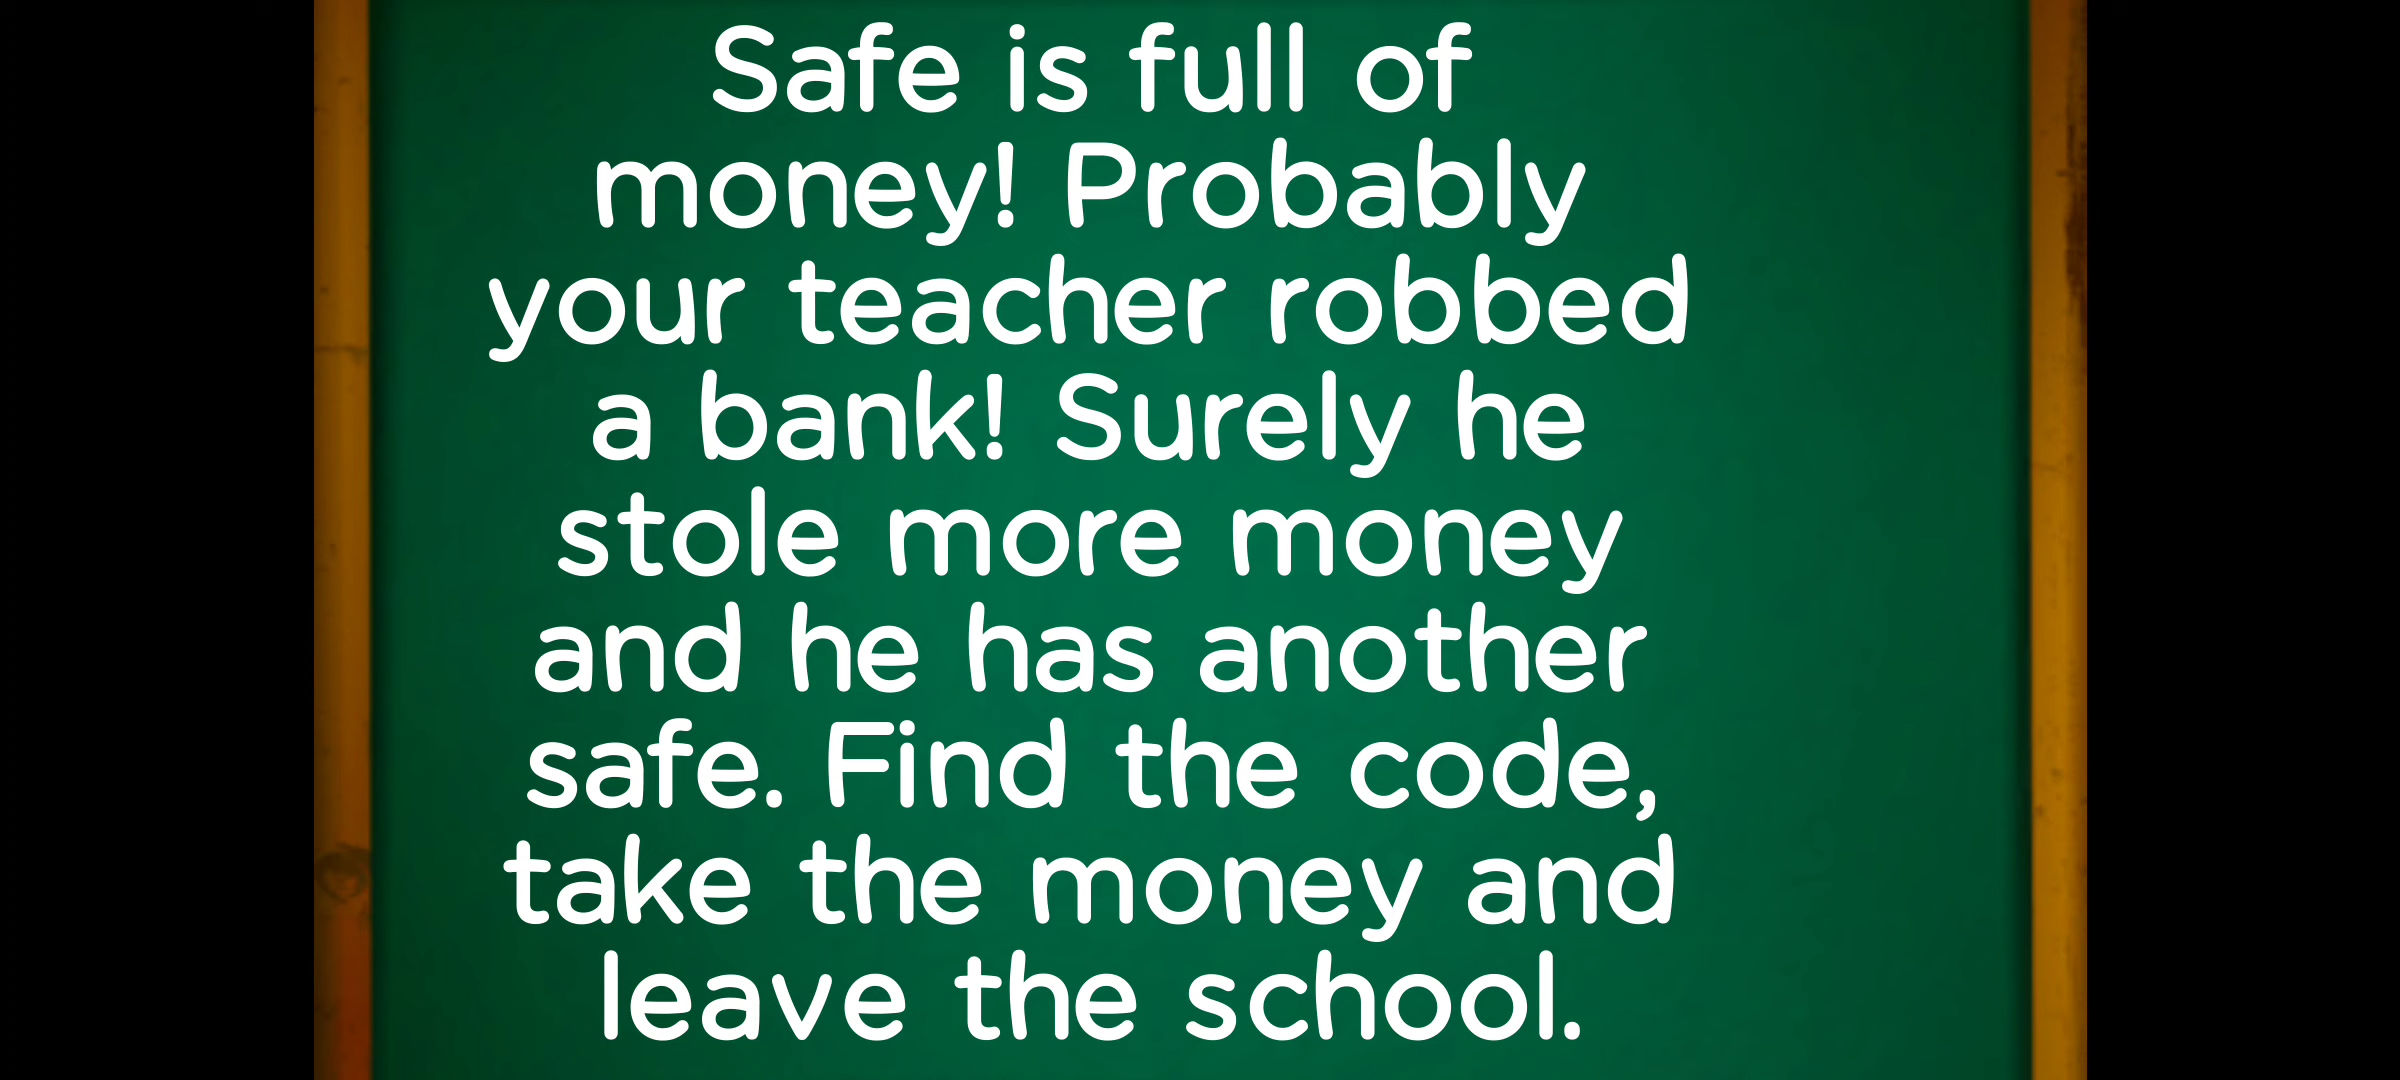 Safe is full of
money! Probably
your teacher robbed
a bank! Surely he
stole more money
and he has another
safe. Find the code,
take the money and
leave the school.